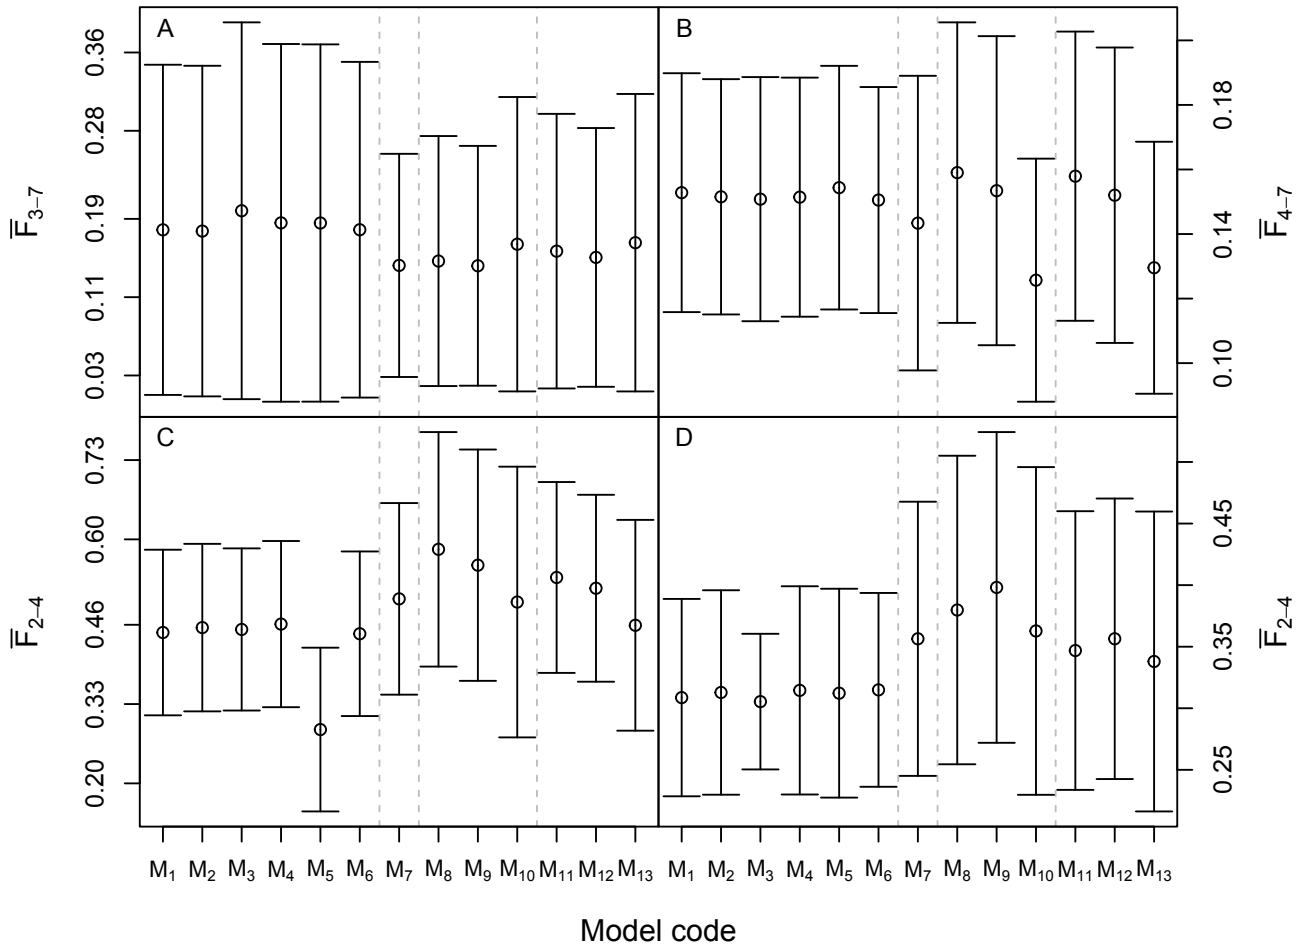 A
B
0.36
0.28
0.19
0.11
0.03
F̅3−7
0.18
0.14
0.10
F̅4−7
C
D
0.73
0.60
0.46
0.33
0.20
F̅2−4
0.45
0.35
0.25
F̅2−4
M1 M2 M3 M4 M5 M6 M7 M8 M9 M10 M11 M12 M13 M1 M2 M3 M4 M5 M6 M7 M8 M9 M10 M11 M12 M13
Model code